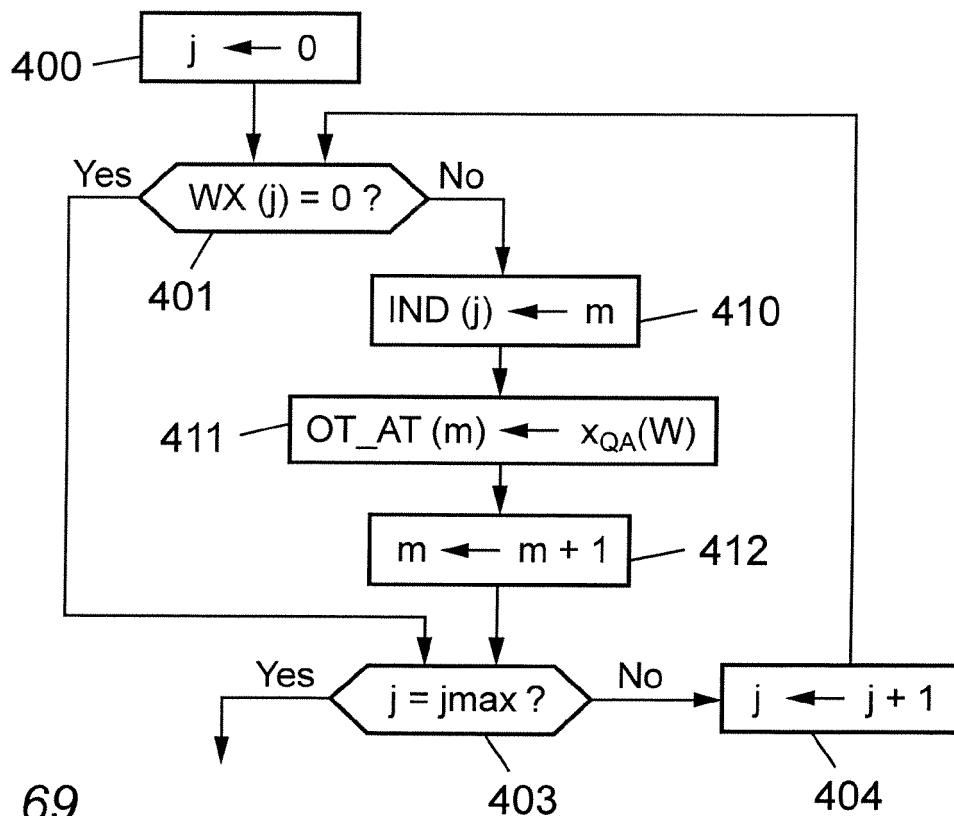 400
j ← 0
Yes
WX (j) = 0 ?
No
401
IND (j) ← m
410
411
OT_AT (m) ← xQA(W)
m ← m + 1
412
Yes
j = jmax ?
No
j ← j + 1
403
404
69